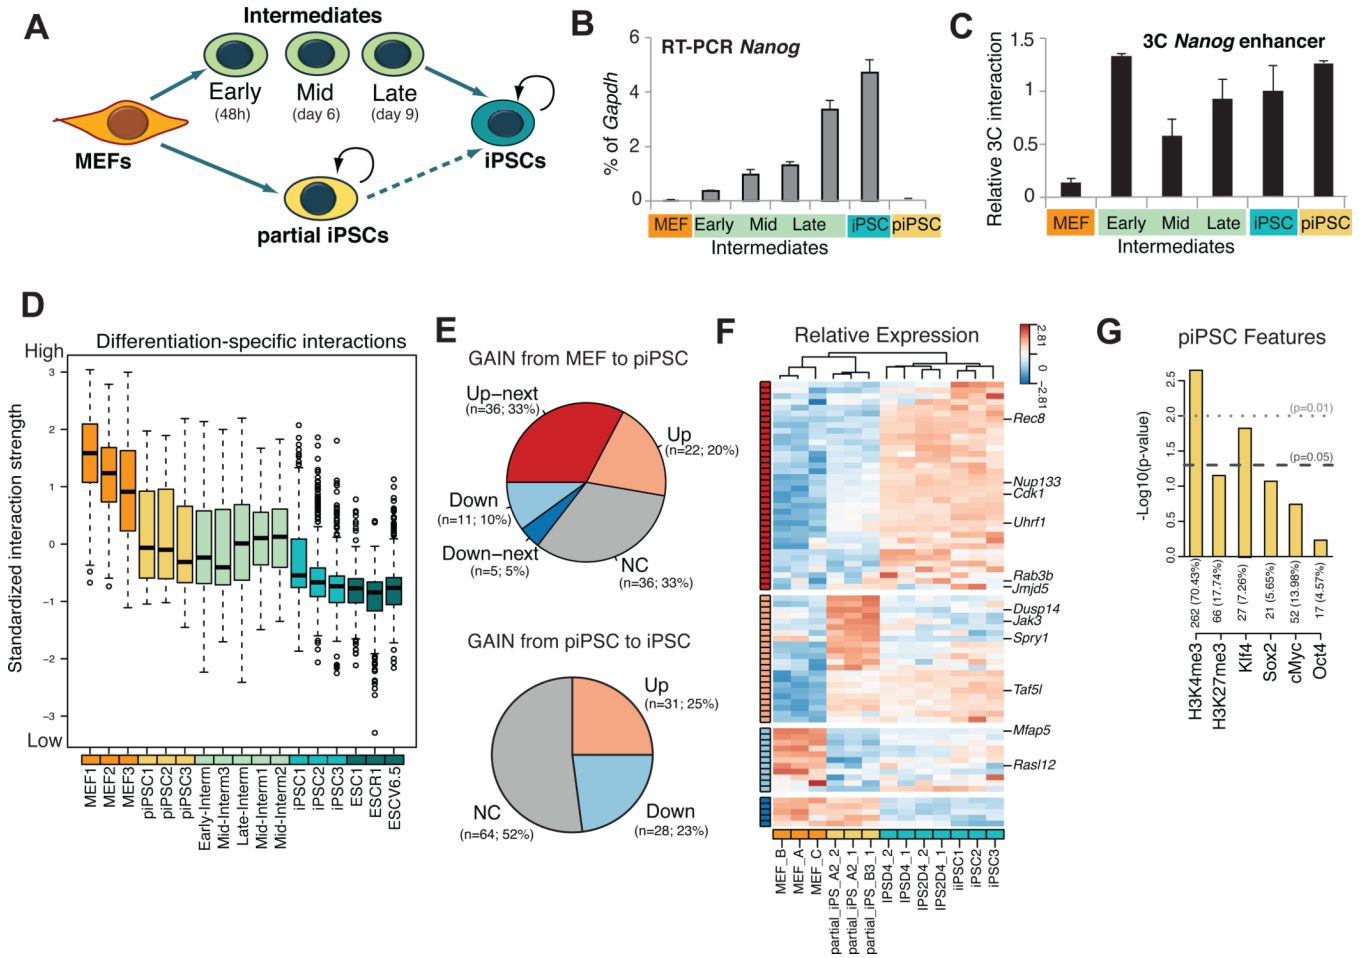 A
Intermediates
Early
(48h)
Mid
(day 6)
Late
(day 9)
MEFs
iPSCs
partial iPSCs
B
RT-PCR Nanog
% of Gapdh
6
4
2
0
MEF Early Mid Late iPSC piPSC
Intermediates
C
3C Nanog enhancer
Relative 3C interaction
1.5
1
0.5
0
MEF Early Mid Late iPSC piPSC
Intermediates
D
Differentiation-specific interactions
High
Low
Standardized interaction strength
3
2
1
0
−1
−2
−3
MEF1
MEF2
MEF3
piPSC1
piPSC2
piPSC3
Early-Interm
Mid-Interm3
Late-Interm
Mid-Interm1
Mid-Interm2
iPSC1
iPSC2
iPSC3
ESC1
ESCR1
ESCV6.5
E
GAIN from MEF to piPSC
Up−next
(n=36; 33%)
Up
(n=22; 20%)
Down
(n=11; 10%)
Down-next
(n=5; 5%)
NC
(n=36; 33%)
GAIN from piPSC to iPSC
Up
(n=31; 25%)
NC
(n=64; 52%)
Down
(n=28; 23%)
F
Relative Expression
2.81
0
−2.81
Rec8
Nup133
Cdk1
Uhrf1
Rab3b
Jmjd5
Dusp14
Jak3
Spry1
Taf5l
Mfap5
Rasl12
MEF_B
MEF_A
MEF_C
partial_iPS_A2_2
partial_iPS_A2_1
partial_iPS_B3_1
IPSD4_2
IPSD4_1
IPS2D4_2
IPS2D4_1
iiPSC1
iPSC2
iPSC3
G
piPSC Features
-Log10(p-value)
2.5
2.0
1.5
1.0
0.5
0.0
(p=0.01)
(p=0.05)
262 (70.43%)
66 (17.74%)
27 (7.26%)
21 (5.65%)
52 (13.98%)
17 (4.57%)
H3K4me3
H3K27me3
Klf4
Sox2
cMyc
Oct4